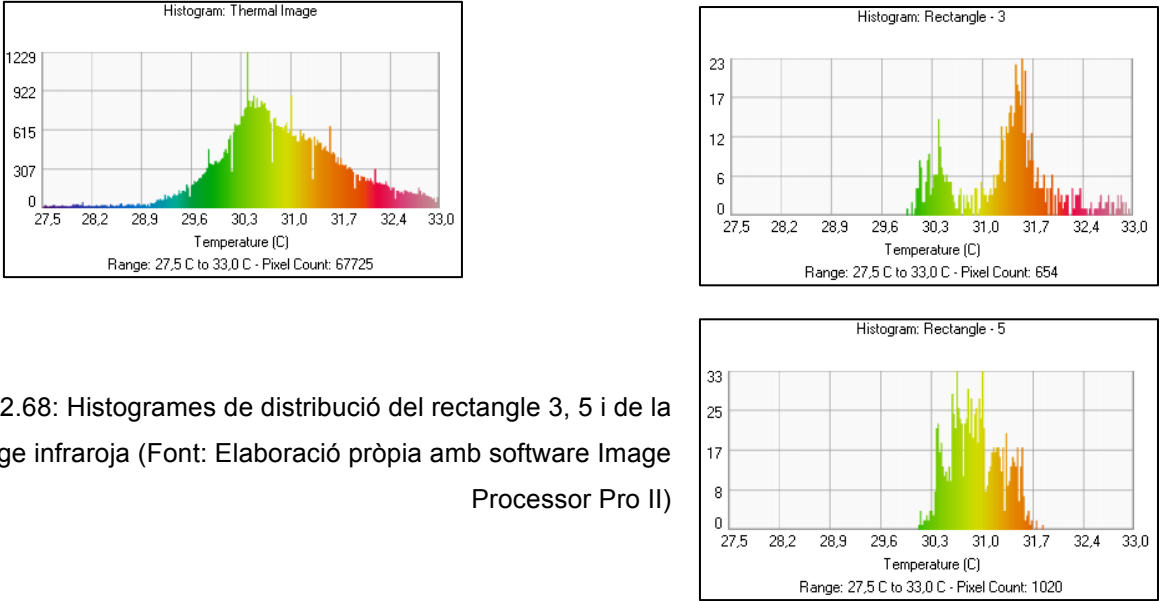 Histogram: Thermal Image
1229
922
615
307
0
27,5 28,2 28,9 29,6 30,3 31,0 31,7 32,4 33,0
Temperature (C)
Range: 27,5 C to 33,0 C - Pixel Count: 67725
Histogram: Rectangle - 3
23
17
12
6
0
27,5 28,2 28,9 29,6 30,3 31,0 31,7 32,4 33,0
Temperature (C)
Range: 27,5 C to 33,0 C - Pixel Count: 654
2.68: Histogrames de distribució del rectangle 3, 5 i de la
ge infraroja (Font: Elaboració pròpia amb software Image
Processor Pro II)
Histogram: Rectangle - 5
33
25
17
8
0
27,5 28,2 28,9 29,6 30,3 31,0 31,7 32,4 33,0
Temperature (C)
Range: 27,5 C to 33,0 C - Pixel Count: 1020